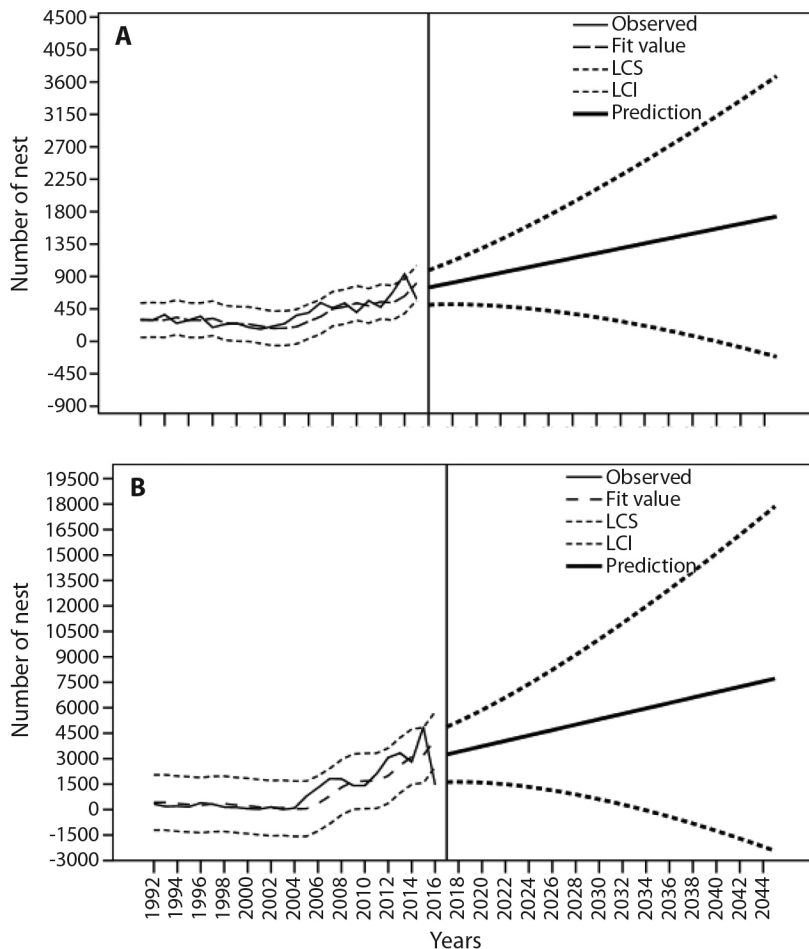 A
Observed
Fit value
LCS
LCI
Prediction
4500
4050
3600
3150
2700
2250
1800
1350
900
450
0
-450
-900
Number of nest
B
Observed
Fit value
LCS
LCI
Prediction
19500
18000
16500
15000
13500
12000
10500
9000
7500
6000
4500
3000
1500
0
-1500
-3000
Number of nest
1992 1994 1996 1998 2000 2002 2004 2006 2008 2010 2012 2014 2016 2018 2020 2022 2024 2026 2028 2030 2032 2034 2036 2038 2040 2042 2044
Years